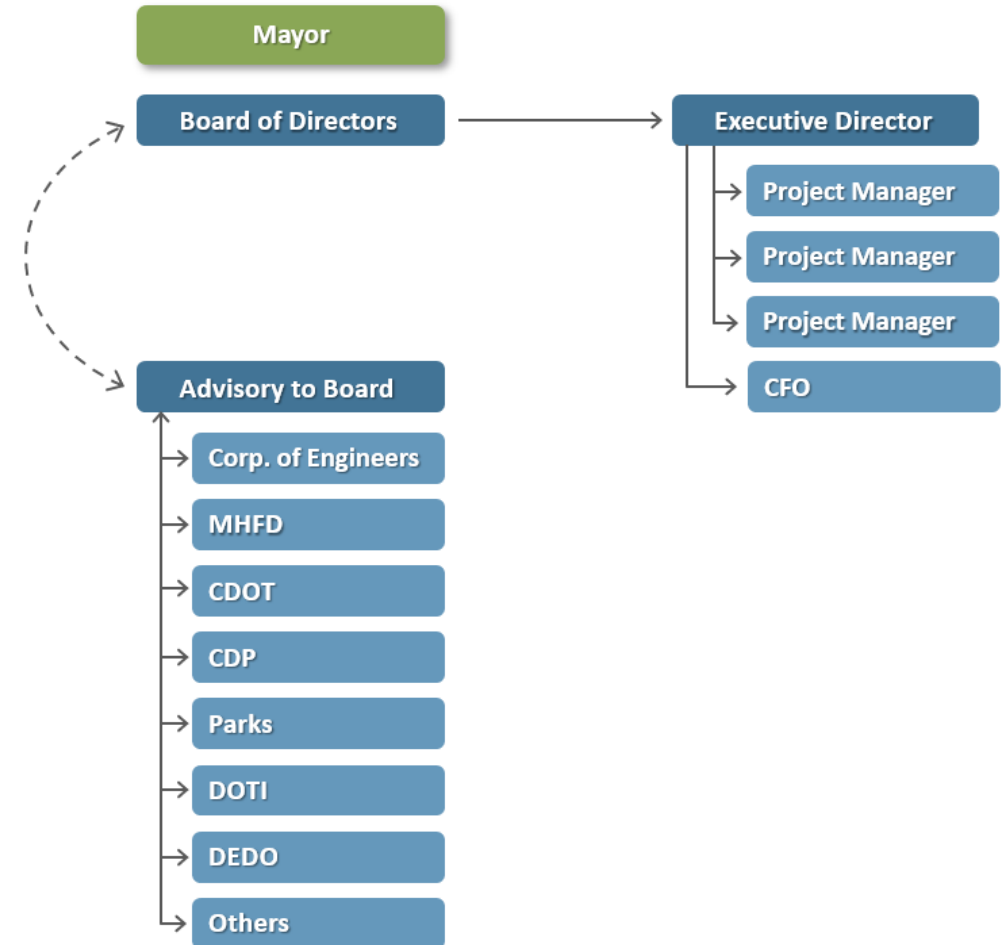 Mayor
Board of Directors
Executive Director
Project Manager
Project Manager
Project Manager
CFO
Advisory to Board
Corp. of Engineers
MHFD
CDOT
CDP
Parks
DOTI
DEDO
Others